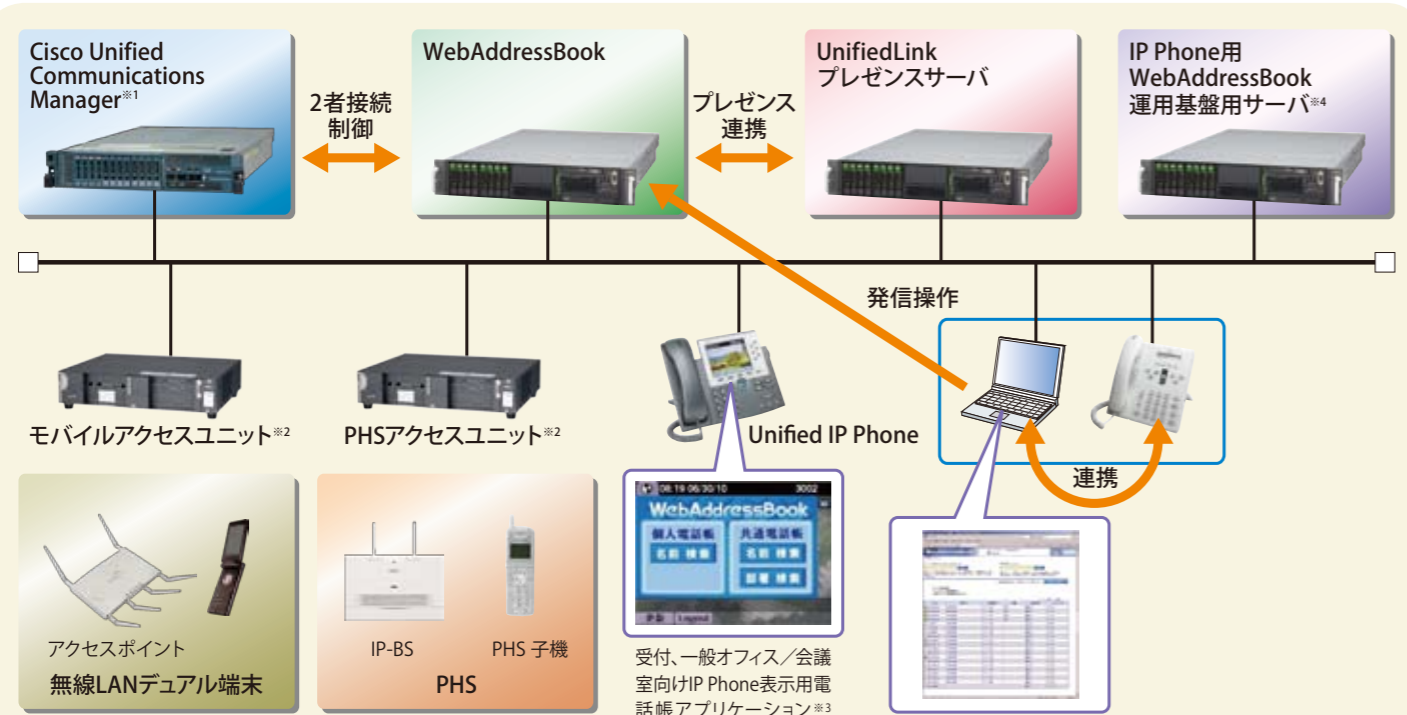 Cisco Unified
Communications
Manager※1
2者接続
制御
WebAddressBook
プレゼンス
連携
UnifiedLink
プレゼンスサーバ
IP Phone用
WebAddressBook
運用基盤用サーバ※4
発信操作
モバイルアクセスユニット※2
PHSアクセスユニット※2
Unified IP Phone
連携
08:19 06/30/10 3002
WebAddressBook
個人電話帳 共通電話帳
名前 検索 名前 検索
部署 検索
アクセスポイント
無線LANデュアル端末
IP-BS
PHS 子機
PHS
受付、一般オフィス／会議
室向けIP Phone表示用電
話帳アプリケーション※3